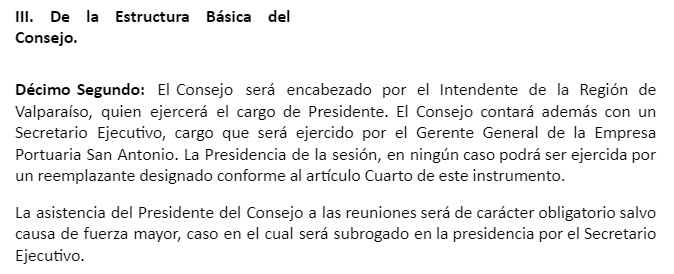 III. De la Estructura Básica del
Consejo.
Décimo Segundo: El Consejo será encabezado por el Intendente de la Región de
Valparaíso, quien ejercerá el cargo de Presidente. El Consejo contará además con un
Secretario Ejecutivo, cargo que será ejercido por el Gerente General de la Empresa
Portuaria San Antonio. La Presidencia de la sesión, en ningún caso podrá ser ejercida por
un reemplazante designado conforme al artículo Cuarto de este instrumento.
La asistencia del Presidente del Consejo a las reuniones será de carácter obligatorio salvo
causa de fuerza mayor, caso en el cual será subrogado en la presidencia por el Secretario
Ejecutivo.